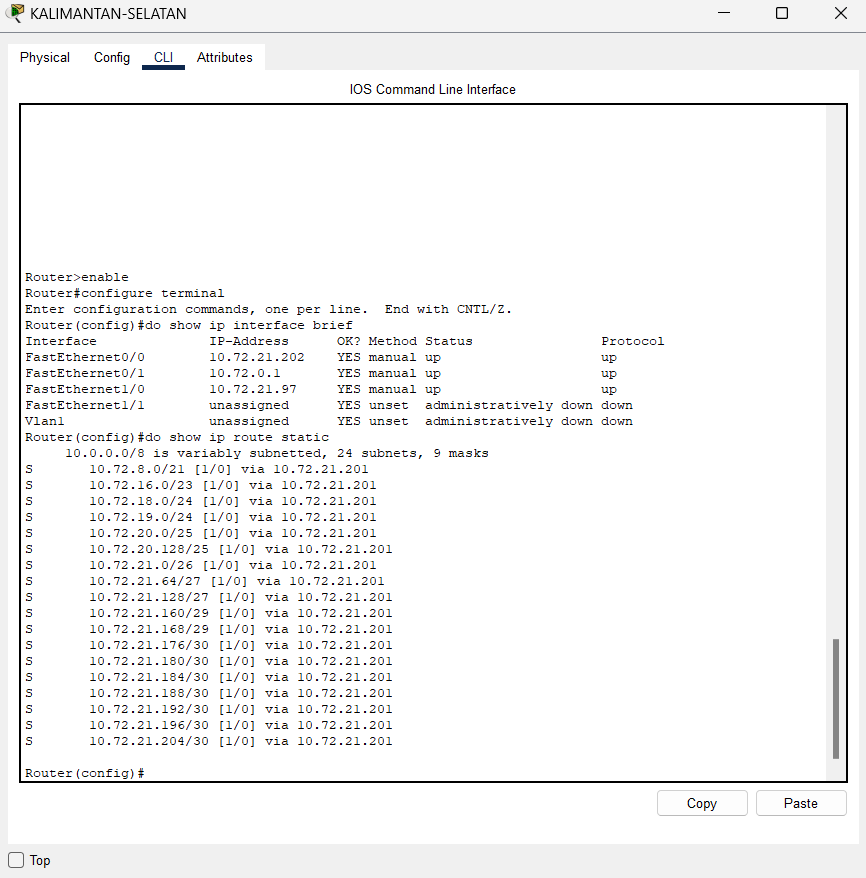 KALIMANTAN-SELATAN
Physical Config CLI Attributes
IOS Command Line Interface
Router>enable
Router#configure terminal
Enter configuration commands, one per line.  End with CNTL/Z.
Router(config)#do show ip interface brief
Interface              IP-Address      OK? Method Status                Protocol
FastEthernet0/0        10.72.21.202    YES manual up                    up
FastEthernet0/1        10.72.0.1       YES manual up                    up
FastEthernet1/0        10.72.21.97     YES manual up                    up
FastEthernet1/1        unassigned      YES unset  administratively down down
Vlan1                  unassigned      YES unset  administratively down down
Router(config)#do show ip route static
     10.0.0.0/8 is variably subnetted, 24 subnets, 9 masks
S       10.72.8.0/21 [1/0] via 10.72.21.201
S       10.72.16.0/23 [1/0] via 10.72.21.201
S       10.72.18.0/24 [1/0] via 10.72.21.201
S       10.72.19.0/24 [1/0] via 10.72.21.201
S       10.72.20.0/25 [1/0] via 10.72.21.201
S       10.72.20.128/25 [1/0] via 10.72.21.201
S       10.72.21.0/26 [1/0] via 10.72.21.201
S       10.72.21.64/27 [1/0] via 10.72.21.201
S       10.72.21.128/27 [1/0] via 10.72.21.201
S       10.72.21.160/29 [1/0] via 10.72.21.201
S       10.72.21.168/29 [1/0] via 10.72.21.201
S       10.72.21.176/30 [1/0] via 10.72.21.201
S       10.72.21.180/30 [1/0] via 10.72.21.201
S       10.72.21.184/30 [1/0] via 10.72.21.201
S       10.72.21.188/30 [1/0] via 10.72.21.201
S       10.72.21.192/30 [1/0] via 10.72.21.201
S       10.72.21.196/30 [1/0] via 10.72.21.201
S       10.72.21.204/30 [1/0] via 10.72.21.201
Router(config)#
Copy Paste
Top